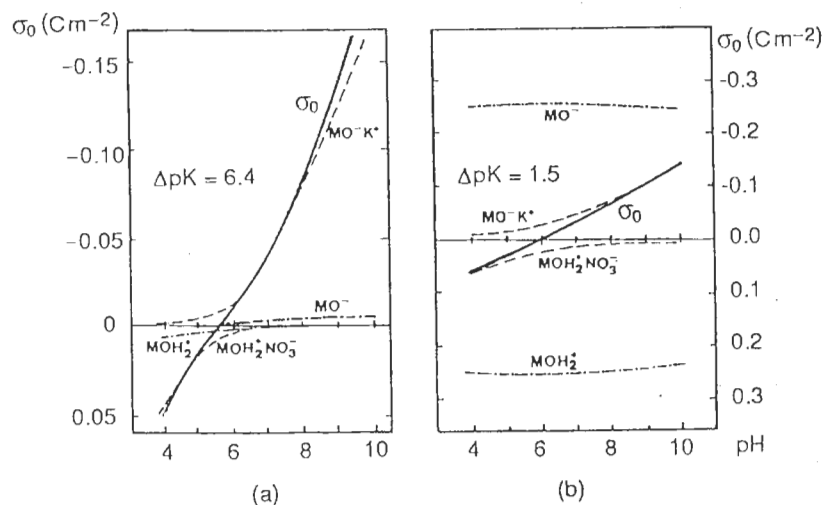 σ₀ (Cm⁻²)
-0.15
-0.10
-0.05
0
0.05
σ₀
MO⁻K⁺
ΔpK = 6.4
MO⁻
MOH₂⁺
MOH₂⁺NO₃⁻
4 6 8 10
(a)
σ₀ (Cm⁻²)
-0.3
-0.2
-0.1
0.0
0.1
0.2
0.3
MO⁻
ΔpK = 1.5
MO⁻K⁺
σ₀
MOH₂⁺NO₃⁻
MOH₂⁺
4 6 8 10 pH
(b)